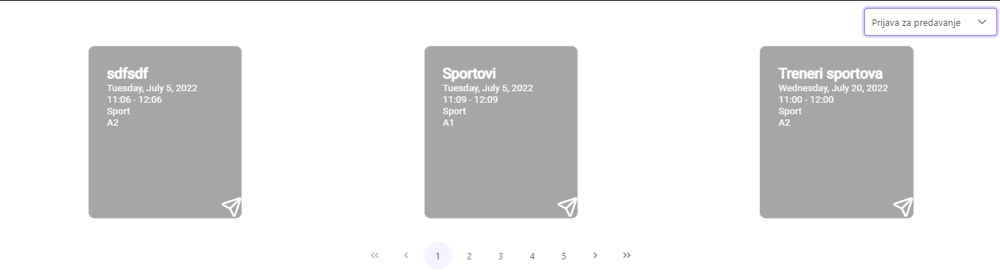 Prijava za predavanje
sdfsdf
Tuesday, July 5, 2022
11:06 - 12:06
Sport
A2
Sportovi
Tuesday, July 5, 2022
11:09 - 12:09
Sport
A1
Treneri sportova
Wednesday, July 20, 2022
11:00 - 12:00
Sport
A2
1 2 3 4 5